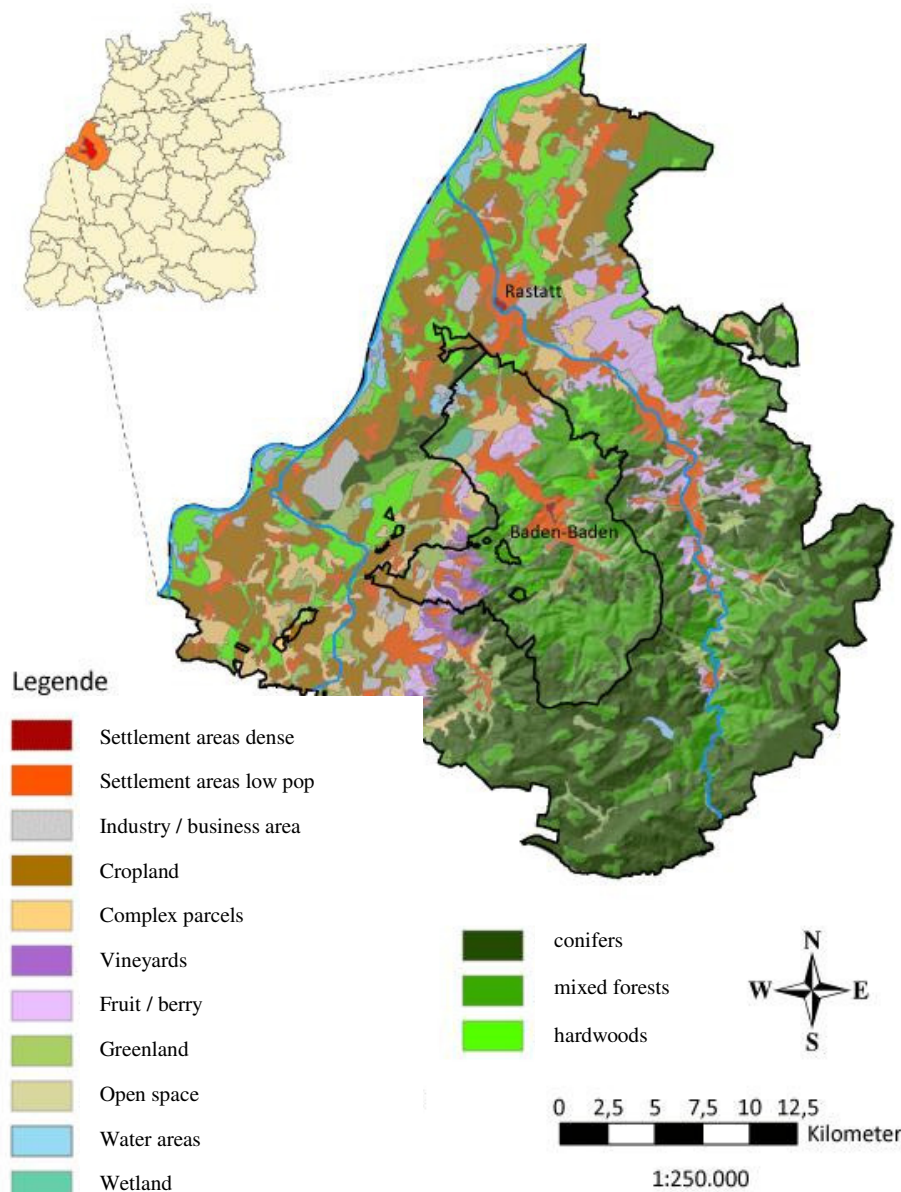 Rastatt
Baden-Baden
Legende
Settlement areas dense
Settlement areas low pop
Industry / business area
Cropland
Complex parcels
Vineyards
Fruit / berry
Greenland
Open space
Water areas
Wetland
conifers
mixed forests
hardwoods
N
W E
S
0 2,5 5 7,5 10 12,5
Kilometer
1:250.000